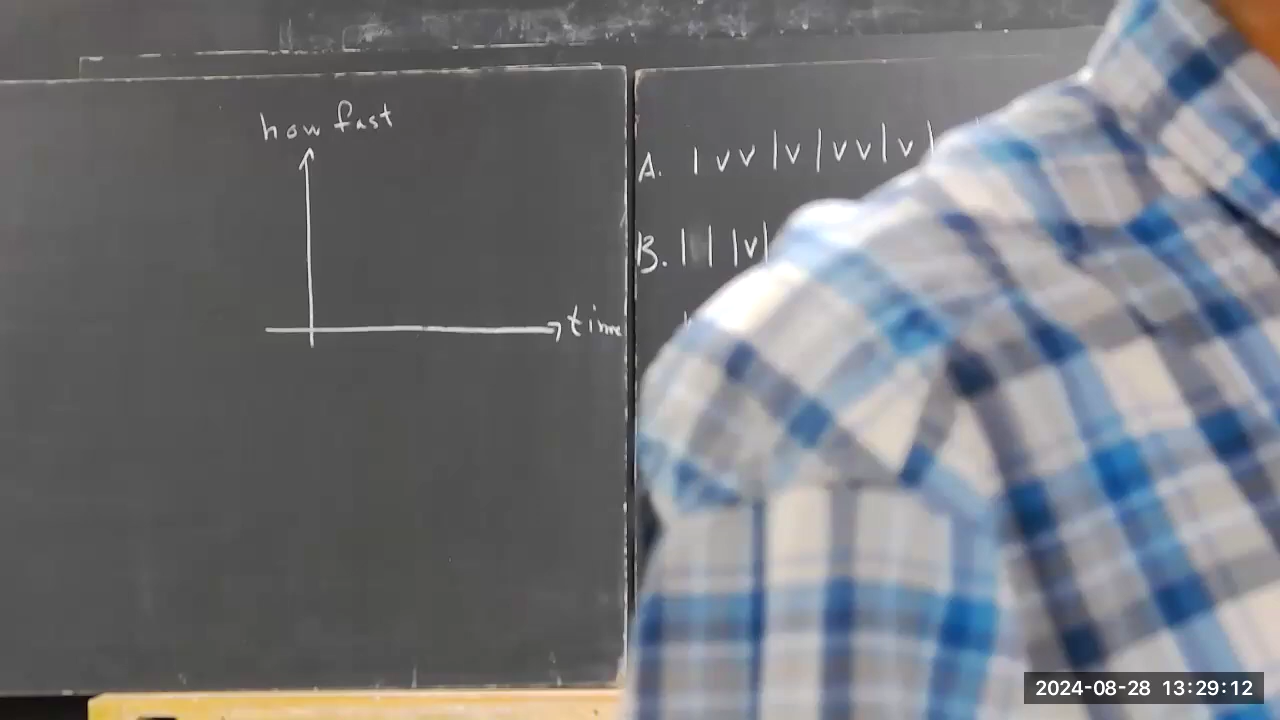 how fast
time
A. | v v | v | v v | v |
B. | | | v |
2024-08-28 13:29:12